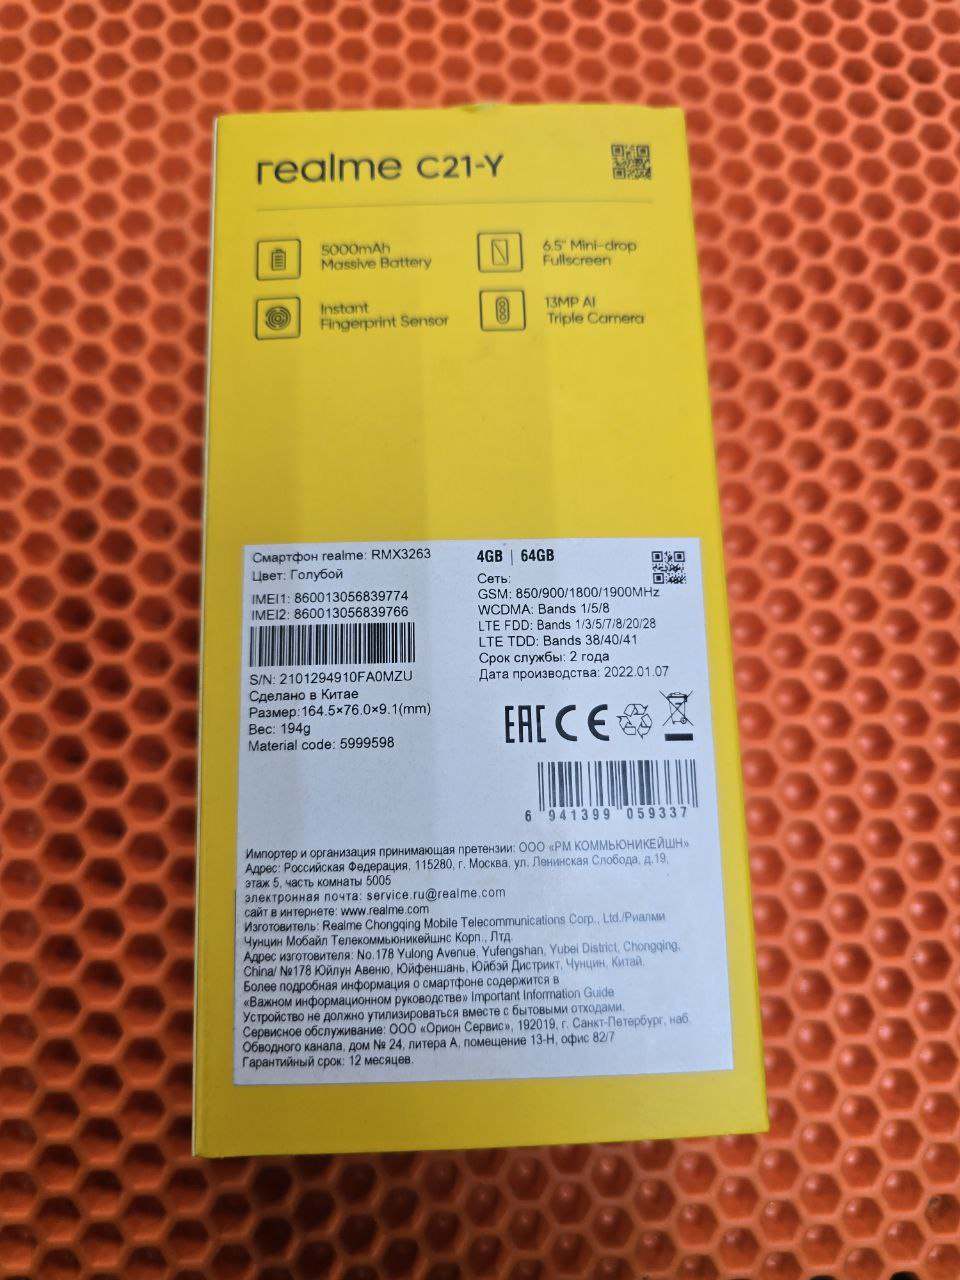 realme C21-Y
5000mAh
Massive Battery
6.5" Mini-drop
Fullscreen
Instant
Fingerprint Sensor
13MP AI
Triple Camera
Смартфон realme: RMX3263
Цвет: Голубой
IMEI1: 860013056839774
IMEI2: 860013056839766
S/N: 2101294910FA0MZU
Сделано в Китае
Размер:164.5×76.0×9.1(mm)
Вес: 194g
Material code: 5999598
4GB | 64GB
Сеть:
GSM: 850/900/1800/1900MHz
WCDMA: Bands 1/5/8
LTE FDD: Bands 1/3/5/7/8/20/28
LTE TDD: Bands 38/40/41
Срок службы: 2 года
Дата производства: 2022.01.07
EAC CE
6 941399 059337
Импортер и организация принимающая претензии: ООО «РМ КОММЬЮНИКЕЙШН»
Адрес: Российская Федерация, 115280, г. Москва, ул. Ленинская Слобода, д.19,
этаж 5, часть комнаты 5005
электронная почта: service.ru@realme.com
сайт в интернете: www.realme.com
Изготовитель: Realme Chongqing Mobile Telecommunications Corp., Ltd./Риалми
Чунцин Мобайл Телекоммьюникейшнс Корп., Лтд.
Адрес изготовителя: No.178 Yulong Avenue, Yufengshan, Yubei District, Chongqing,
China/ №178 Юйлун Авеню, Юйфеншань, Юйбэй Дистрикт, Чунцин, Китай.
Более подробная информация о смартфоне содержится в
«Важном информационном руководстве» Important Information Guide
Устройство не должно утилизироваться вместе с бытовыми отходами.
Сервисное обслуживание: ООО «Орион Сервис», 192019, г. Санкт-Петербург, наб.
Обводного канала, дом № 24, литера А, помещение 13-Н, офис 82/7
Гарантийный срок: 12 месяцев.